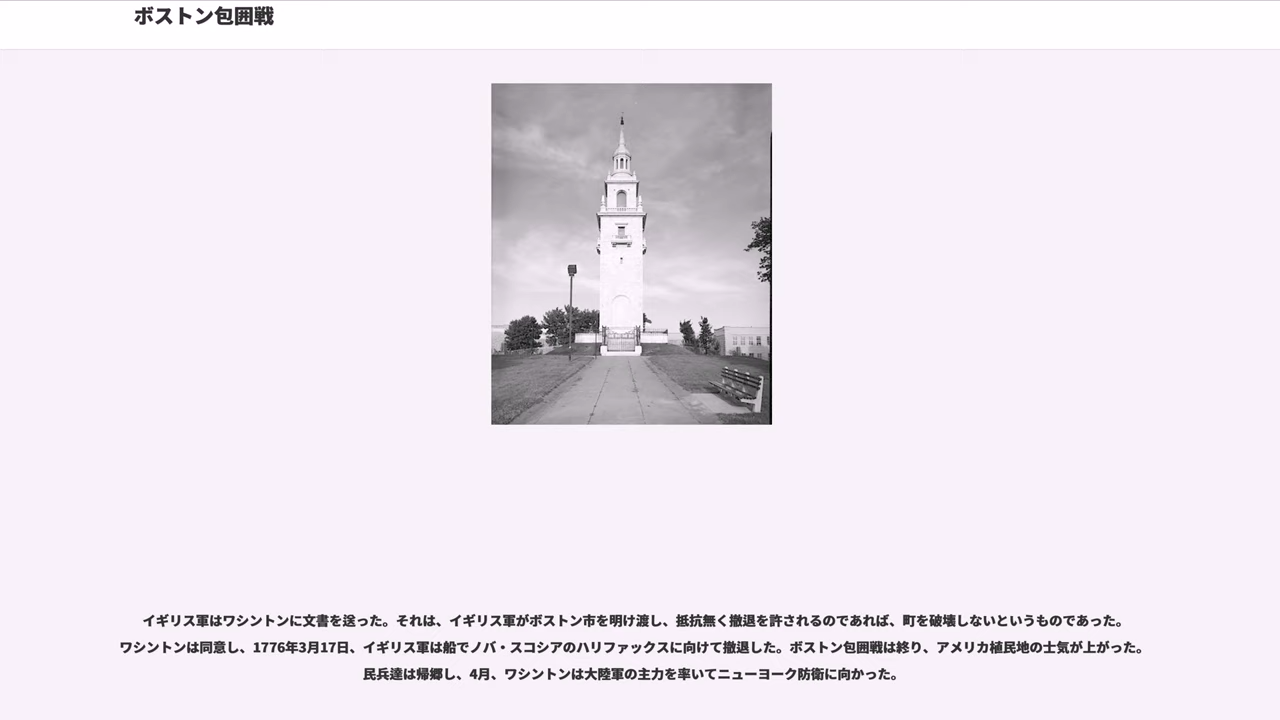 ボストン包囲戦
イギリス軍はワシントンに文書を送った。それは、イギリス軍がボストン市を明け渡し、抵抗無く撤退を許されるのであれば、町を破壊しないというものであった。
ワシントンは同意し、1776年3月17日、イギリス軍は船でノバ・スコシアのハリファックスに向けて撤退した。ボストン包囲戦は終り、アメリカ植民地の士気が上がった。
民兵達は帰郷し、4月、ワシントンは大陸軍の主力を率いてニューヨーク防衛に向かった。